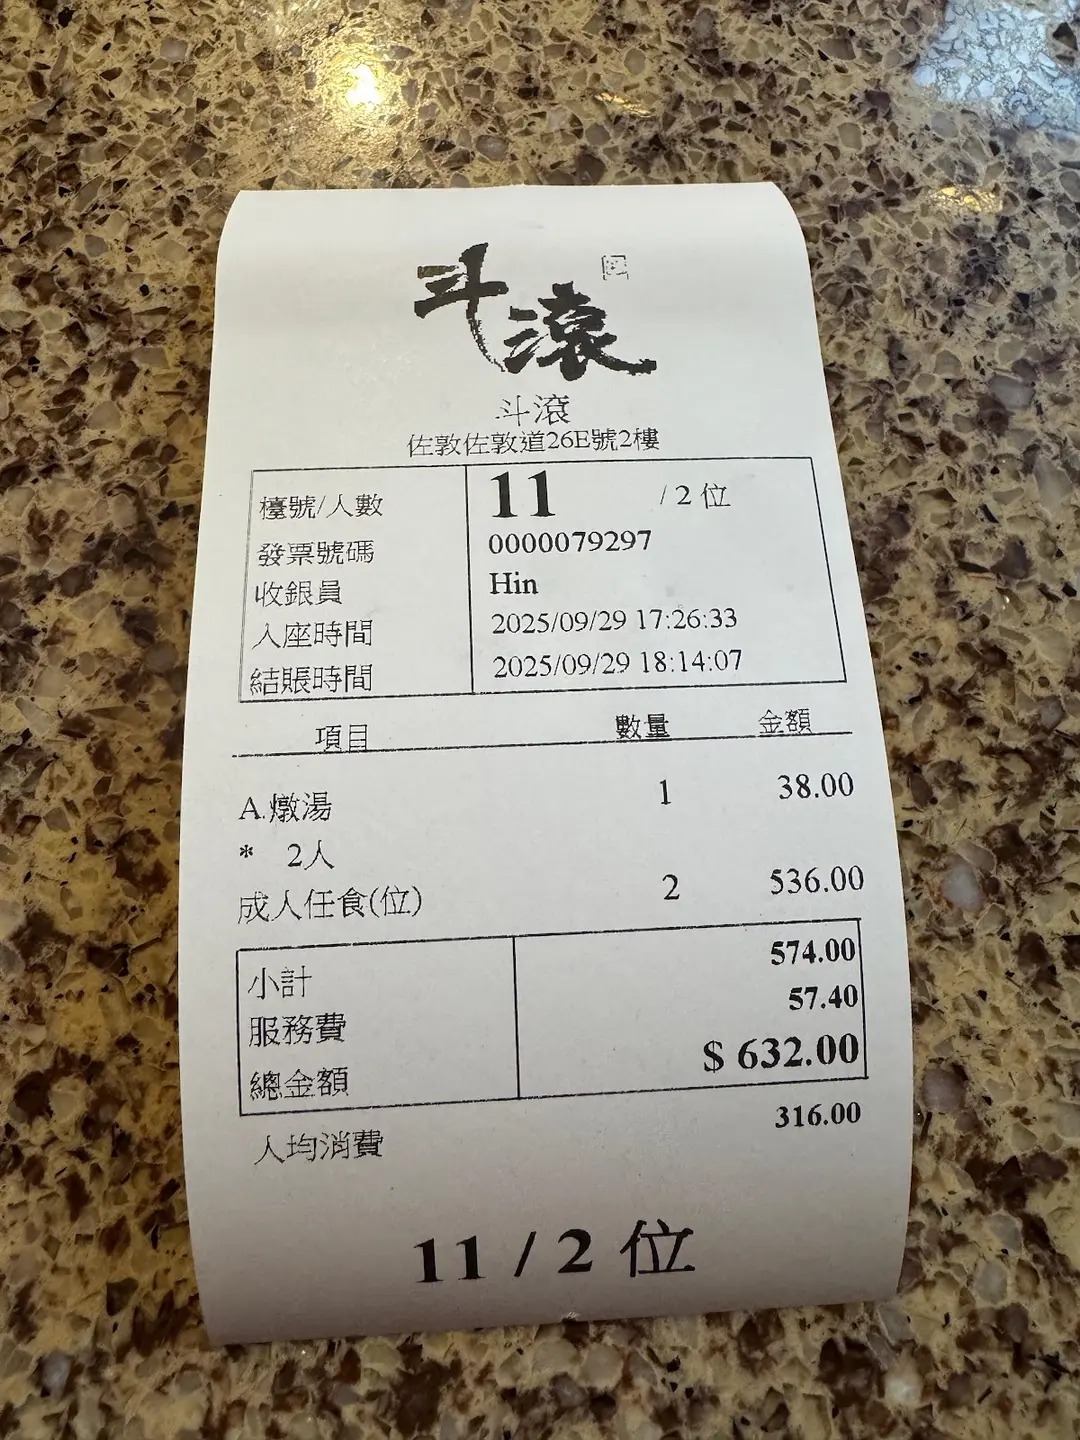 斗滾
斗滾
佐敦佐敦道26E號2樓
檯號/人數 11 / 2 位
發票號碼 0000079297
收銀員 Hin
入座時間 2025/09/29 17:26:33
結賬時間 2025/09/29 18:14:07
項目 數量 金額
A.燉湯 1 38.00
* 2人
成人任食(位) 2 536.00
小計 574.00
服務費 57.40
總金額 $ 632.00
人均消費 316.00
11 / 2 位